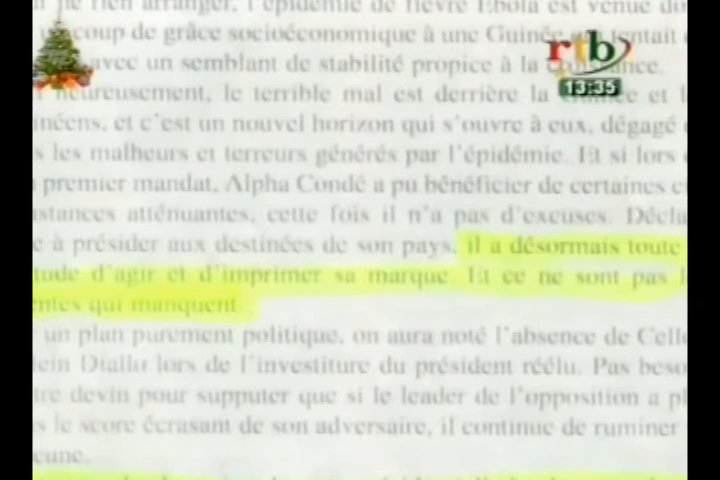 rien arranger, l'épidémie de fièvre Ebola est venue
coup de grâce socioéconomique à une Guinée qui tentait
avec un semblant de stabilité propice à la croissance.
heureusement, le terrible mal est derrière la Guinée et
néens, et c'est un nouvel horizon qui s'ouvre à eux, dégagé
les malheurs et terreurs générés par l'épidémie. Et si lors
premier mandat, Alpha Condé a pu bénéficier de certaines
stances atténuantes, cette fois il n'a pas d'excuses. Décla
à présider aux destinées de son pays, il a désormais toute
tude d'agir et d'imprimer sa marque. Et ce ne sont pas
ntes qui manquent
un plan purement politique, on aura noté l'absence de Celle
lein Diallo lors de l'investiture du président réélu. Pas beso
tre devin pour supputer que si le leader de l'opposition a
le score écrasant de son adversaire, il continue de ruminer
cune.
rtb
13:35